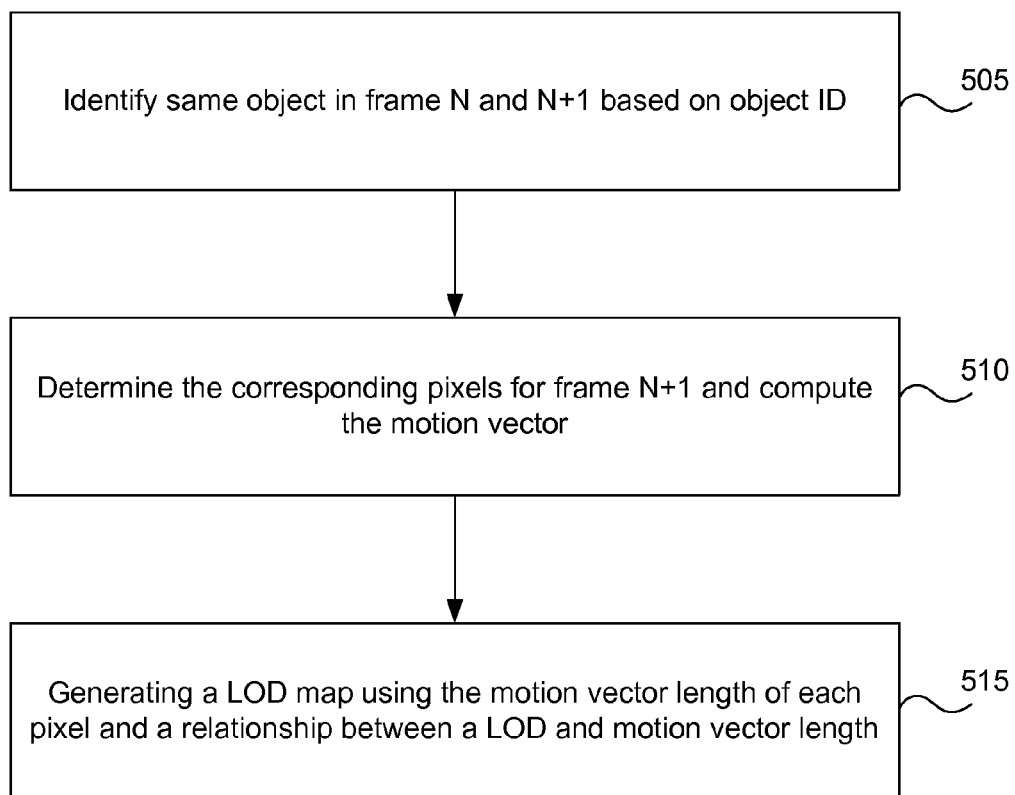 Identify same object in frame N and N+1 based on object ID
505
Determine the corresponding pixels for frame N+1 and compute
the motion vector
510
Generating a LOD map using the motion vector length of each
pixel and a relationship between a LOD and motion vector length
515